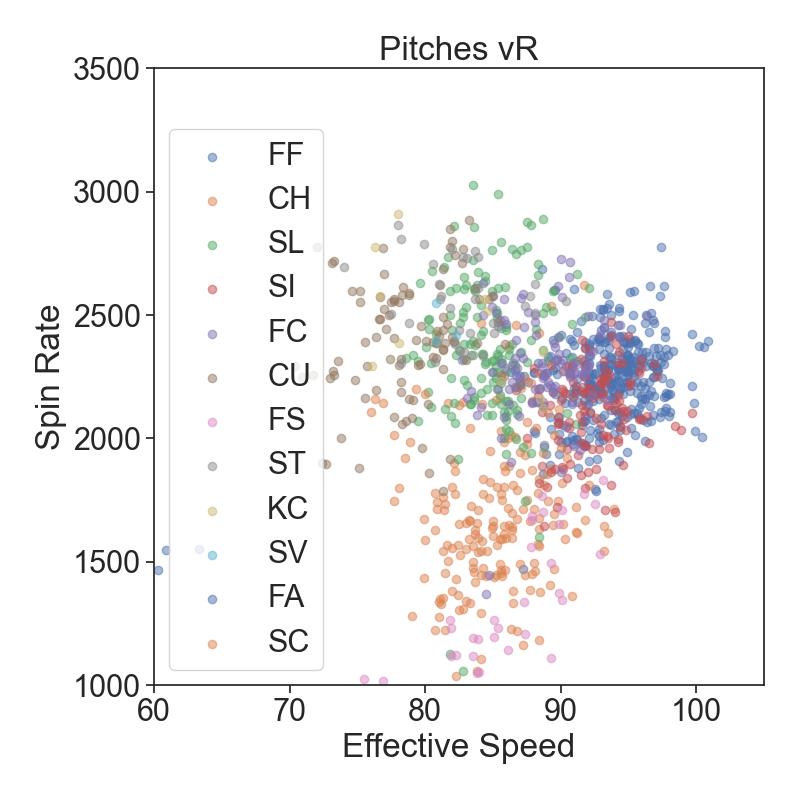 Pitches vR
3500
3000
2500
2000
1500
1000
Spin Rate
FF
CH
SL
SI
FC
CU
FS
ST
KC
SV
FA
SC
60 70 80 90 100
Effective Speed